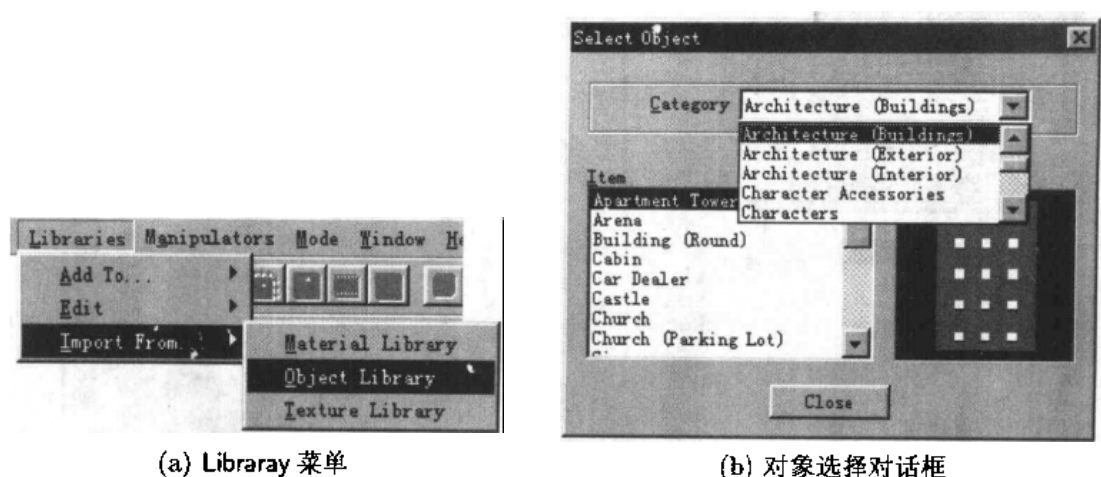 Libraries Manipulators Mode Window
Add To...
Edit
Import From...
Material Library
Object Library
Texture Library
(a) Libraray 菜单
Select Object
Category Architecture (Buildings)
Architecture (Buildings)
Architecture (Exterior)
Architecture (Interior)
Character Accessories
Characters
Item
Apartment Tower
Arena
Building (Round)
Cabin
Car Dealer
Castle
Church
Church (Parking Lot)
Close
(b) 对象选择对话框